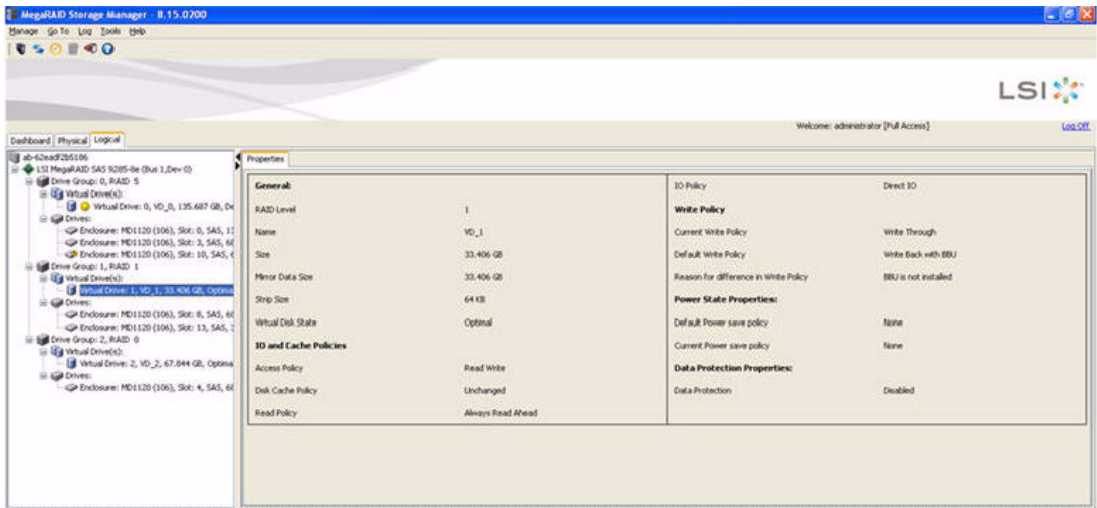 MegaRAID Storage Manager - 8.15.0200
Manage Go To Log Tools Help
LSI
Welcome: administrator [Full Access] Log Off
Dashboard Physical Logical
ab-62eadf2b5106
LSI MegaRAID SAS 9285-8e (Bus 1,Dev 0)
Drive Group: 0, RAID 5
Virtual Drive(s):
Virtual Drive: 0, VD_0, 135.687 GB, De
Drives:
Enclosure: MD1120 (106), Slot: 0, SAS, 13
Enclosure: MD1120 (106), Slot: 3, SAS, 68
Enclosure: MD1120 (106), Slot: 10, SAS,
Drive Group: 1, RAID 1
Virtual Drive(s):
Virtual Drive: 1, VD_1, 33.406 GB, Optima
Drives:
Enclosure: MD1120 (106), Slot: 8, SAS, 68
Enclosure: MD1120 (106), Slot: 13, SAS,
Drive Group: 2, RAID 0
Virtual Drive(s):
Virtual Drive: 2, VD_2, 67.844 GB, Optima
Drives:
Enclosure: MD1120 (106), Slot: 4, SAS, 68
Properties
General:
RAID Level 1
Name VD_1
Size 33.406 GB
Mirror Data Size 33.406 GB
Strip Size 64 KB
Virtual Disk State Optimal
IO and Cache Policies
Access Policy Read Write
Disk Cache Policy Unchanged
Read Policy Always Read Ahead
IO Policy Direct IO
Write Policy
Current Write Policy Write Through
Default Write Policy Write Back with BBU
Reason for difference in Write Policy BBU is not installed
Power State Properties:
Default Power save policy None
Current Power save policy None
Data Protection Properties:
Data Protection Disabled